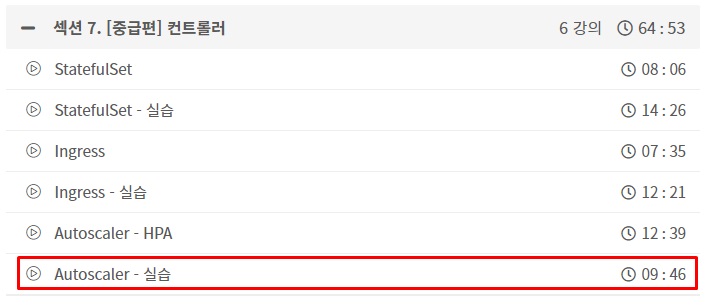 섹션 7. [중급편] 컨트롤러 6 강의 64 : 53
StatefulSet 08 : 06
StatefulSet - 실습 14 : 26
Ingress 07 : 35
Ingress - 실습 12 : 21
Autoscaler - HPA 12 : 39
Autoscaler - 실습 09 : 46